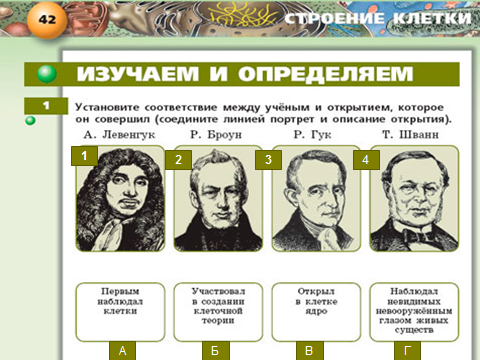 42
СТРОЕНИЕ КЛЕТКИ
ИЗУЧАЕМ И ОПРЕДЕЛЯЕМ
1
Установите соответствие между учёным и открытием, которое
он совершил (соедините линией портрет и описание открытия).
А. Левенгук
Р. Броун
Р. Гук
Т. Шванн
1
2
3
4
Первым
наблюдал
клетки
Участвовал
в создании
клеточной
теории
Открыл
в клетке
ядро
Наблюдал
невидимых
невооружённым
глазом живых
существ
А
Б
В
Г